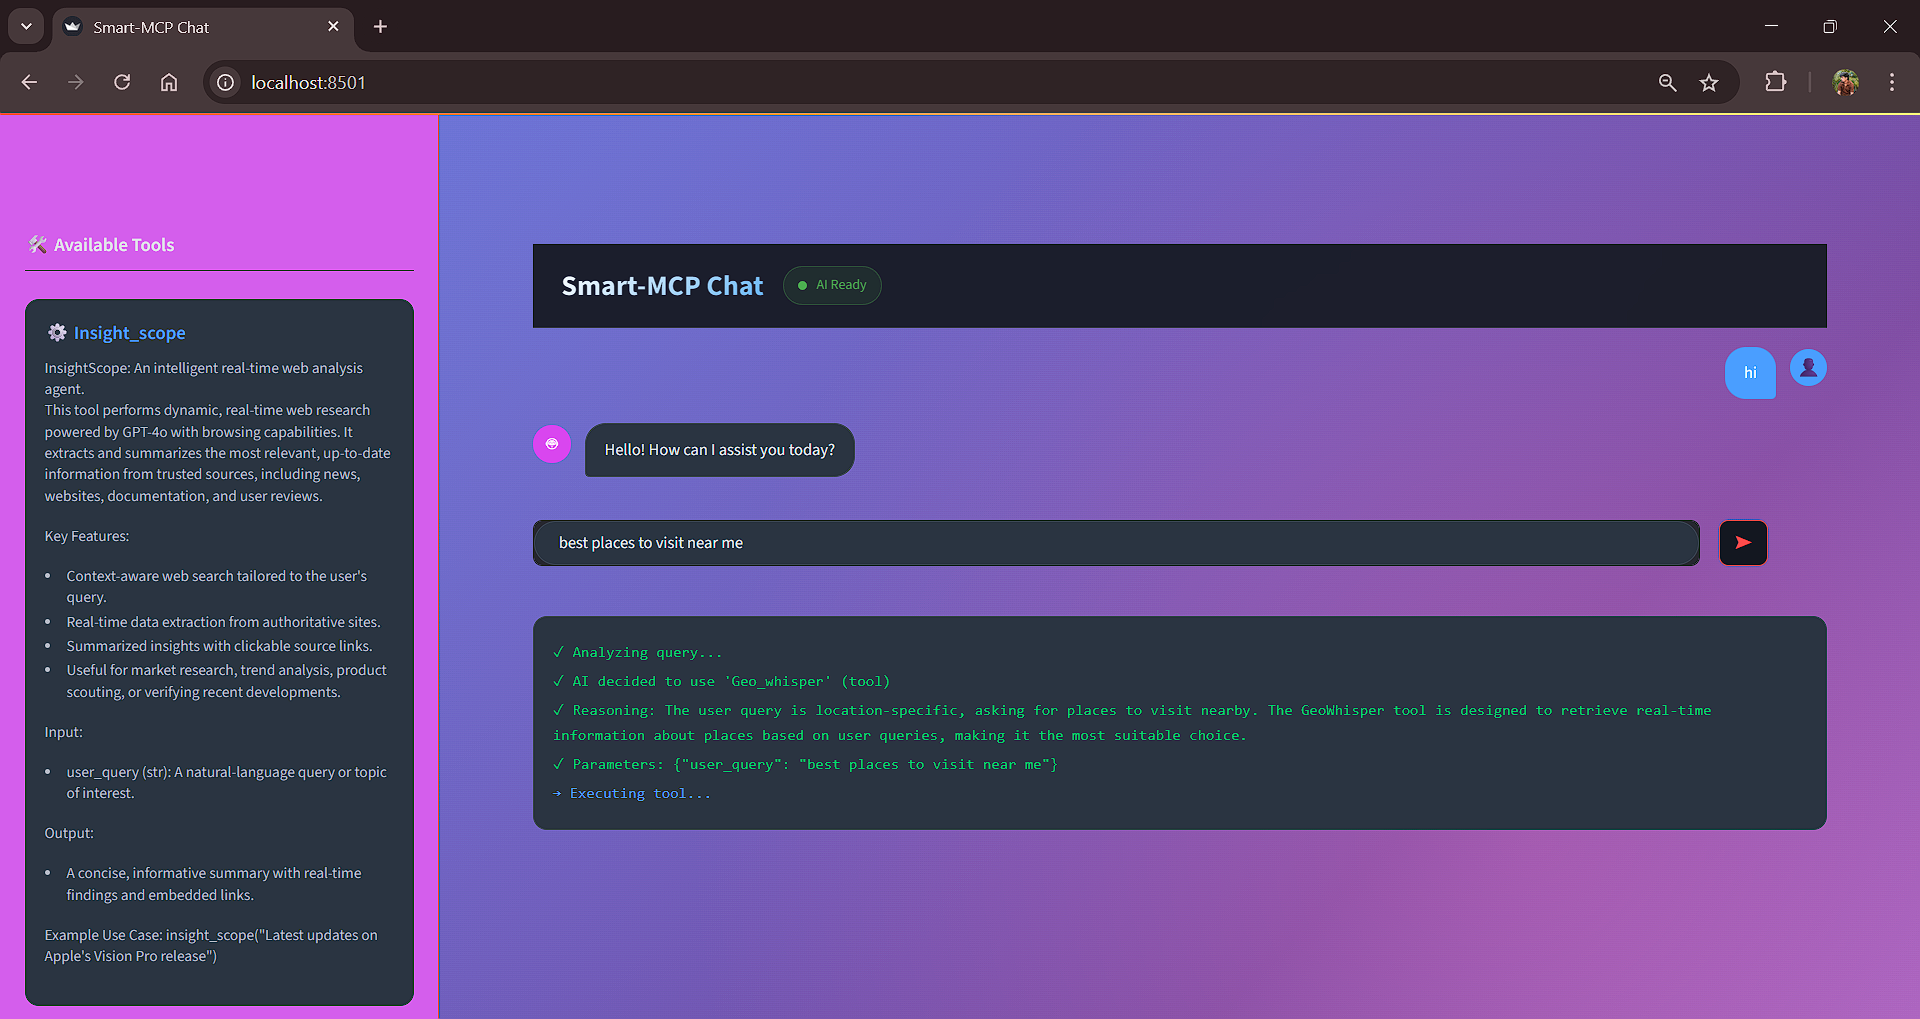 Smart-MCP Chat
localhost:8501
🛠 Available Tools
⚙ Insight_scope
InsightScope: An intelligent real-time web analysis
agent.
This tool performs dynamic, real-time web research
powered by GPT-4o with browsing capabilities. It
extracts and summarizes the most relevant, up-to-date
information from trusted sources, including news,
websites, documentation, and user reviews.
Key Features:
• Context-aware web search tailored to the user's
query.
• Real-time data extraction from authoritative sites.
• Summarized insights with clickable source links.
• Useful for market research, trend analysis, product
scouting, or verifying recent developments.
Input:
• user_query (str): A natural-language query or topic
of interest.
Output:
• A concise, informative summary with real-time
findings and embedded links.
Example Use Case: insight_scope("Latest updates on
Apple's Vision Pro release")
Smart-MCP Chat
AI Ready
hi
Hello! How can I assist you today?
best places to visit near me
✓ Analyzing query...
✓ AI decided to use 'Geo_whisper' (tool)
✓ Reasoning: The user query is location-specific, asking for places to visit nearby. The GeoWhisper tool is designed to retrieve real-time
information about places based on user queries, making it the most suitable choice.
✓ Parameters: {"user_query": "best places to visit near me"}
→ Executing tool...